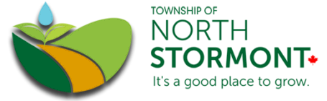 TOWNSHIP OF
NORTH
STORMONT
It's a good place to grow.